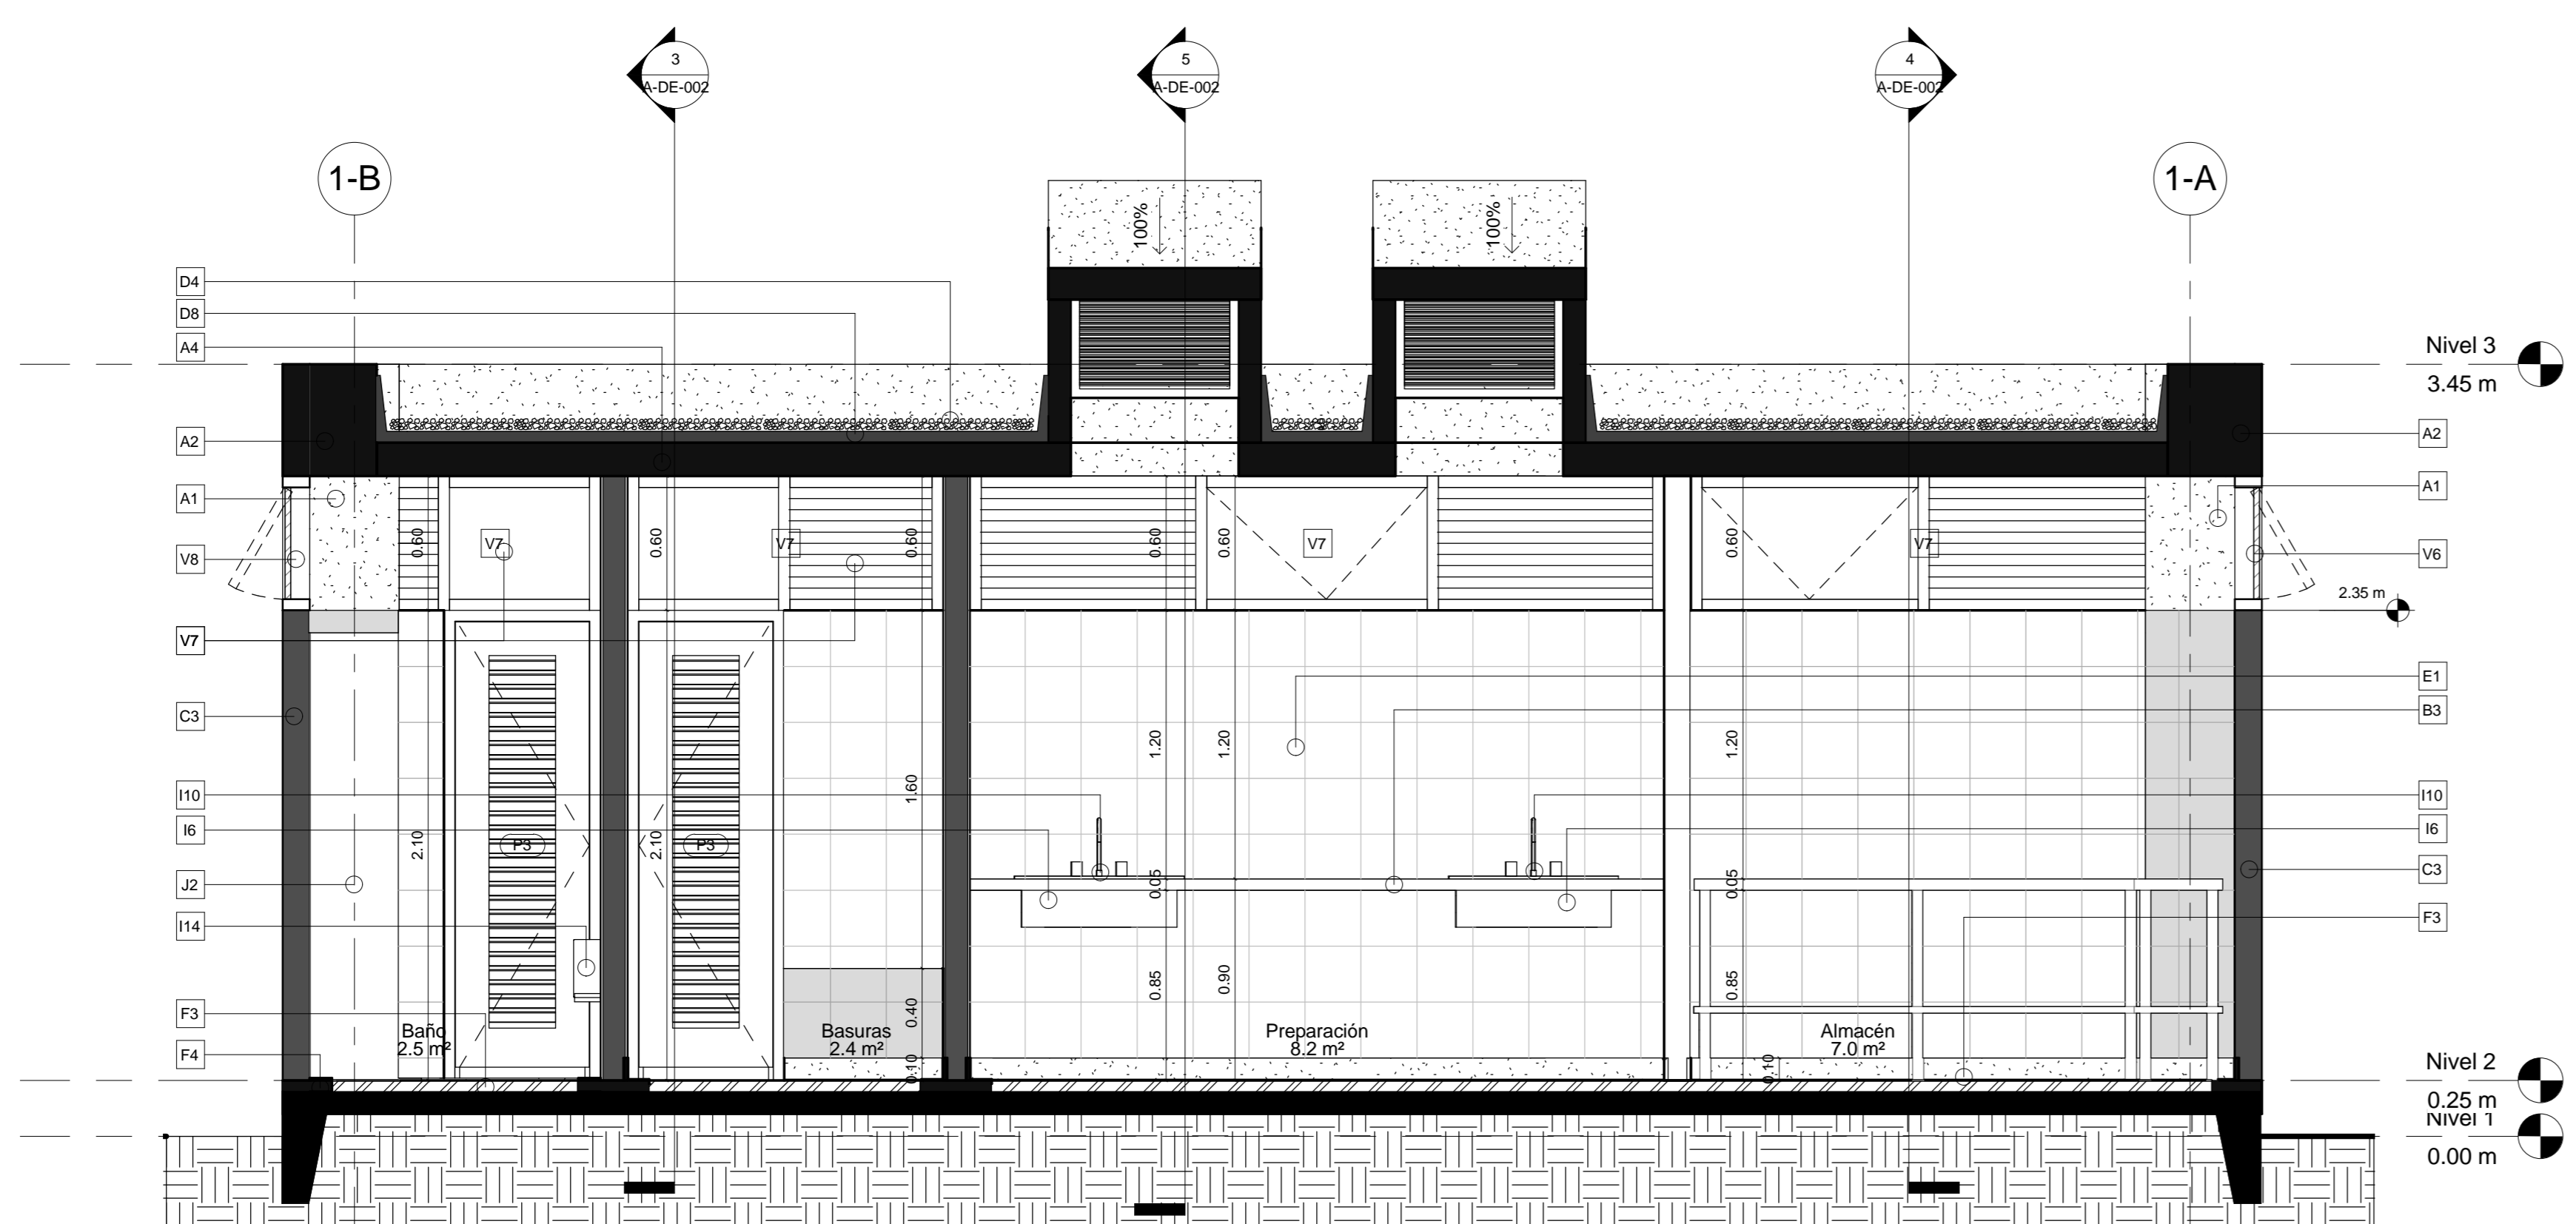 3
A-DE-002
5
A-DE-002
4
A-DE-002
1-B
1-A
100%
100%
D4
D8
A4
A2
A1
V8
V7
C3
I10
I6
J2
I14
F3
F4
Nivel 3
3.45 m
A2
A1
V6
2.35 m
E1
B3
I10
I6
C3
F3
Nivel 2
0.25 m
Nivel 1
0.00 m
0.60
V7
0.60
V7
0.60
0.60
0.60
V7
0.60
V7
1.20
1.20
1.20
1.60
2.10
P3
2.10
P3
0.05
0.05
0.85
0.90
0.85
0.40
0.10
0.10
Baño
2.5 m²
Basuras
2.4 m²
Preparación
8.2 m²
Almacén
7.0 m²